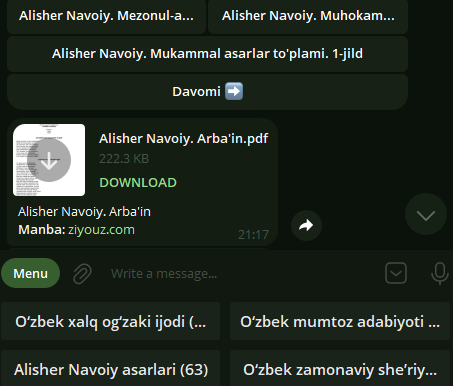 Alisher Navoiy. Mezonul-a...
Alisher Navoiy. Muhokam...
Alisher Navoiy. Mukammal asarlar to'plami. 1-jild
Davomi ➡️
Alisher Navoiy. Arba'in.pdf
222.3 KB
DOWNLOAD
Alisher Navoiy. Arba'in
Manba: ziyouz.com
21:17
Menu
Write a message...
O‘zbek xalq og‘zaki ijodi (...
O‘zbek mumtoz adabiyoti ...
Alisher Navoiy asarlari (63)
O‘zbek zamonaviy she’riy...